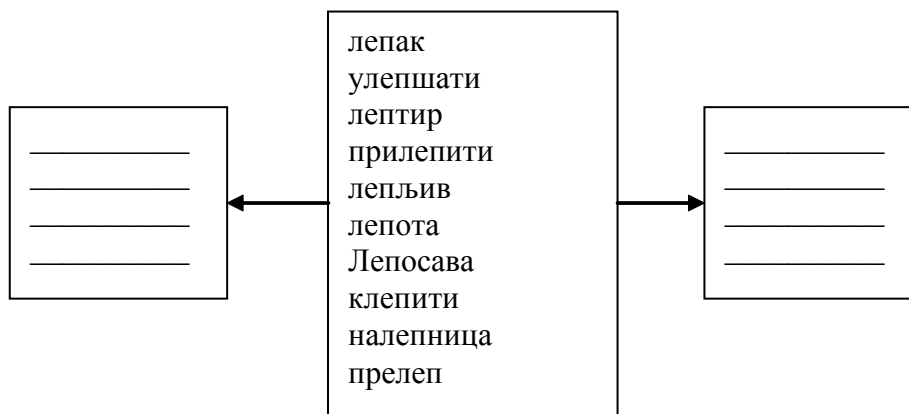 лепак
улепшати
лептир
прилепити
лепљив
лепота
Лепосава
клепити
налепница
прелеп